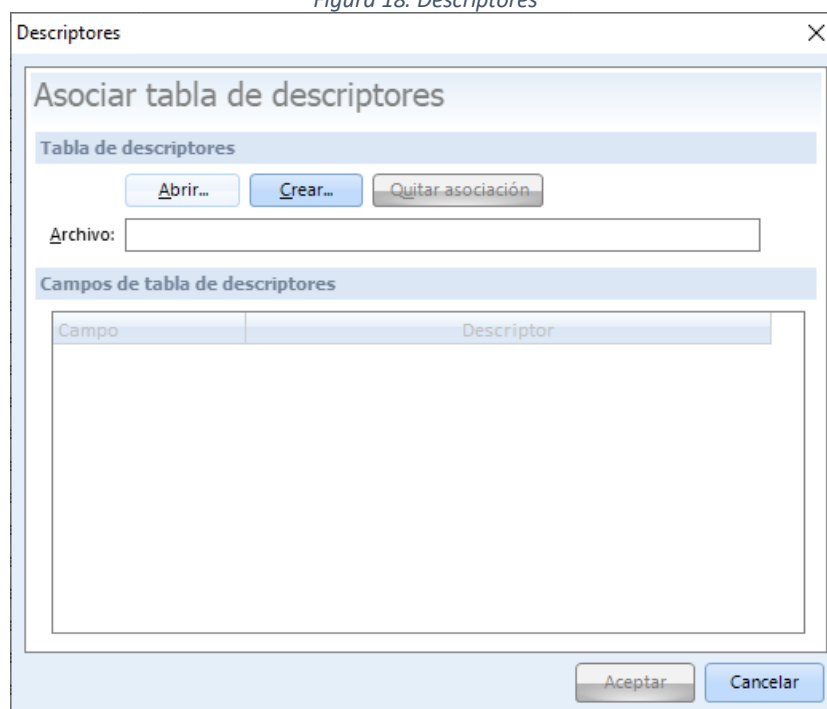 Figura 18. Descriptores
Descriptores
Asociar tabla de descriptores
Tabla de descriptores
Abrir... Crear... Quitar asociación
Archivo:
Campos de tabla de descriptores
Campo Descriptor
Aceptar Cancelar